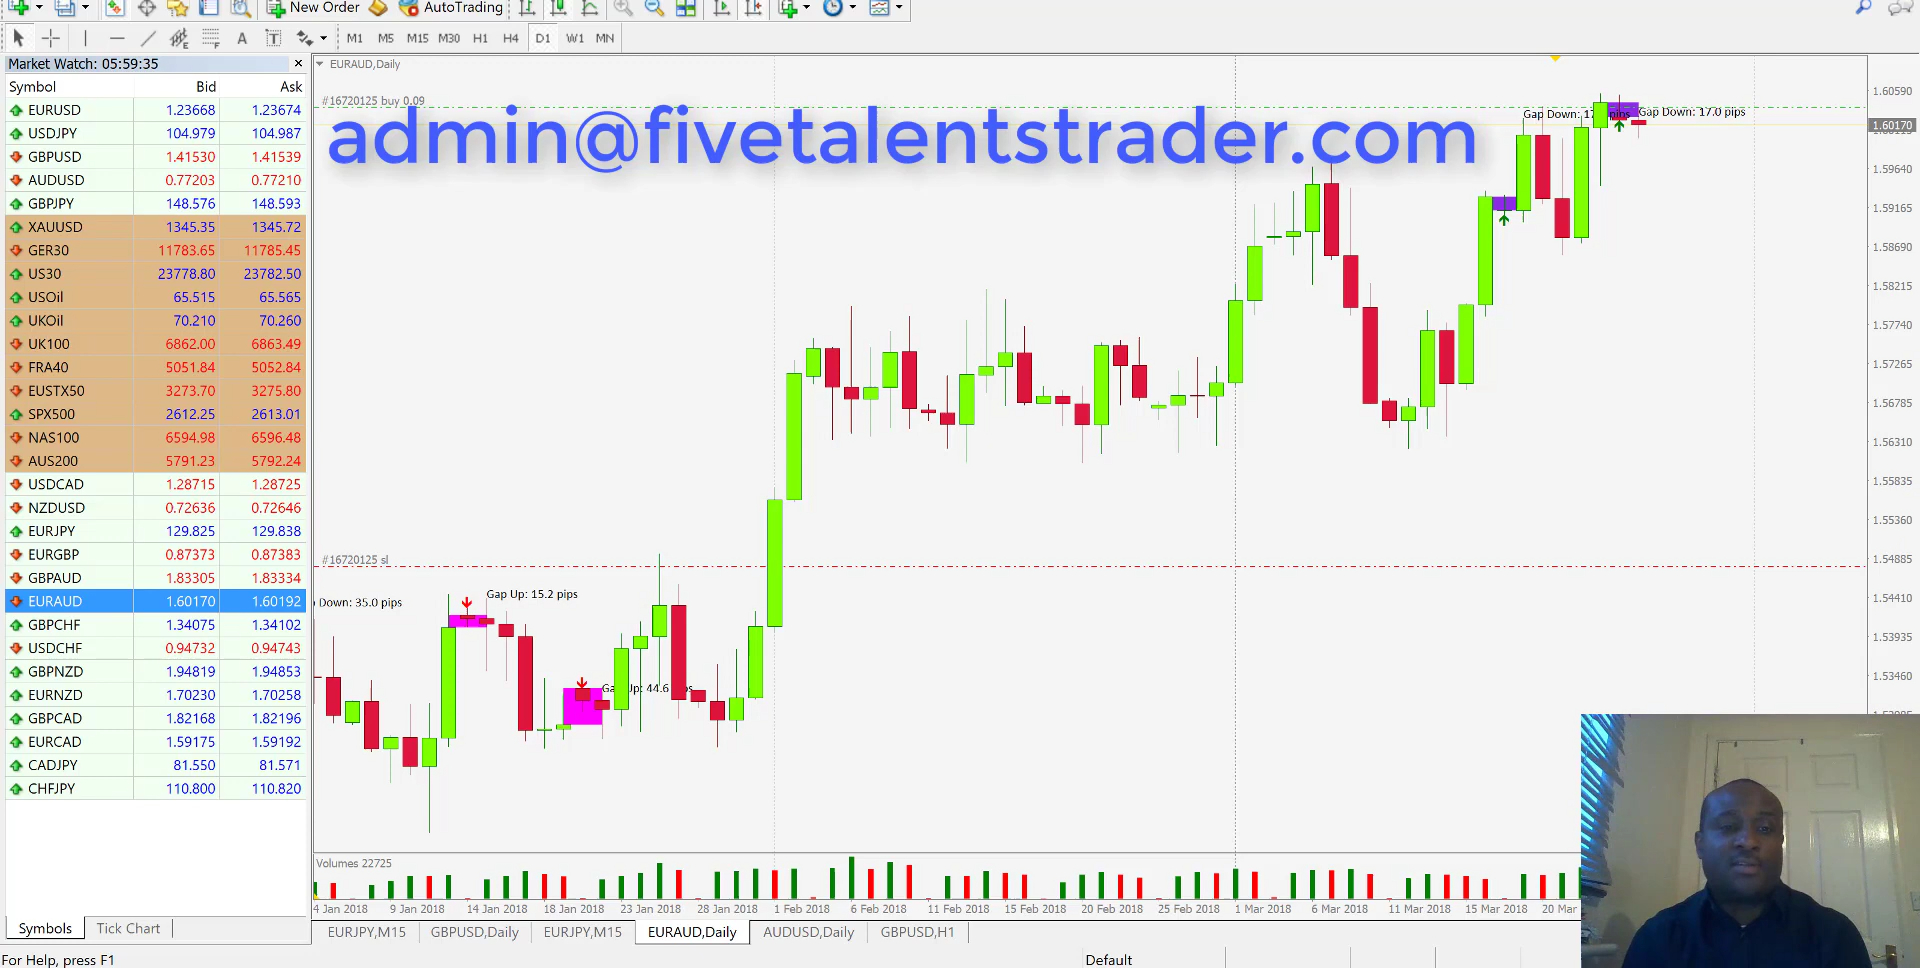 New Order
AutoTrading
A
T
M1 M5 M15 M30 H1 H4 D1 W1 MN
Market Watch: 05:59:35
Symbol Bid Ask
EURUSD 1.23668 1.23674
USDJPY 104.979 104.987
GBPUSD 1.41530 1.41539
AUDUSD 0.77203 0.77210
GBPJPY 148.576 148.593
XAUUSD 1345.35 1345.72
GER30 11783.65 11785.45
US30 23778.80 23782.50
USOil 65.515 65.565
UKOil 70.210 70.260
UK100 6862.00 6863.49
FRA40 5051.84 5052.84
EUSTX50 3273.70 3275.80
SPX500 2612.25 2613.01
NAS100 6594.98 6596.48
AUS200 5791.23 5792.24
USDCAD 1.28715 1.28725
NZDUSD 0.72636 0.72646
EURJPY 129.825 129.838
EURGBP 0.87373 0.87383
GBPAUD 1.83305 1.83334
EURAUD 1.60170 1.60192
GBPCHF 1.34075 1.34102
USDCHF 0.94732 0.94743
GBPNZD 1.94819 1.94853
EURNZD 1.70230 1.70258
GBPCAD 1.82168 1.82196
EURCAD 1.59175 1.59192
CADJPY 81.550 81.571
CHFJPY 110.800 110.820
Symbols Tick Chart
EURAUD,Daily
#16720125 buy 0.09
admin@fivetalentstrader.com
Gap Down: 17.0 pips
#16720125 sl
Down: 35.0 pips
Gap Up: 15.2 pips
1.60590
1.60170
1.59640
1.59165
1.58690
1.58215
1.57740
1.57265
1.56785
1.56310
1.55835
1.55360
1.54885
1.54410
1.53935
1.53460
Volumes 22725
4 Jan 2018 9 Jan 2018 14 Jan 2018 18 Jan 2018 23 Jan 2018 28 Jan 2018 1 Feb 2018 6 Feb 2018 11 Feb 2018 15 Feb 2018 20 Feb 2018 25 Feb 2018 1 Mar 2018 6 Mar 2018 11 Mar 2018 15 Mar 2018 20 Mar
EURJPY,M15 GBPUSD,Daily EURJPY,M15 EURAUD,Daily AUDUSD,Daily GBPUSD,H1
For Help, press F1
Default